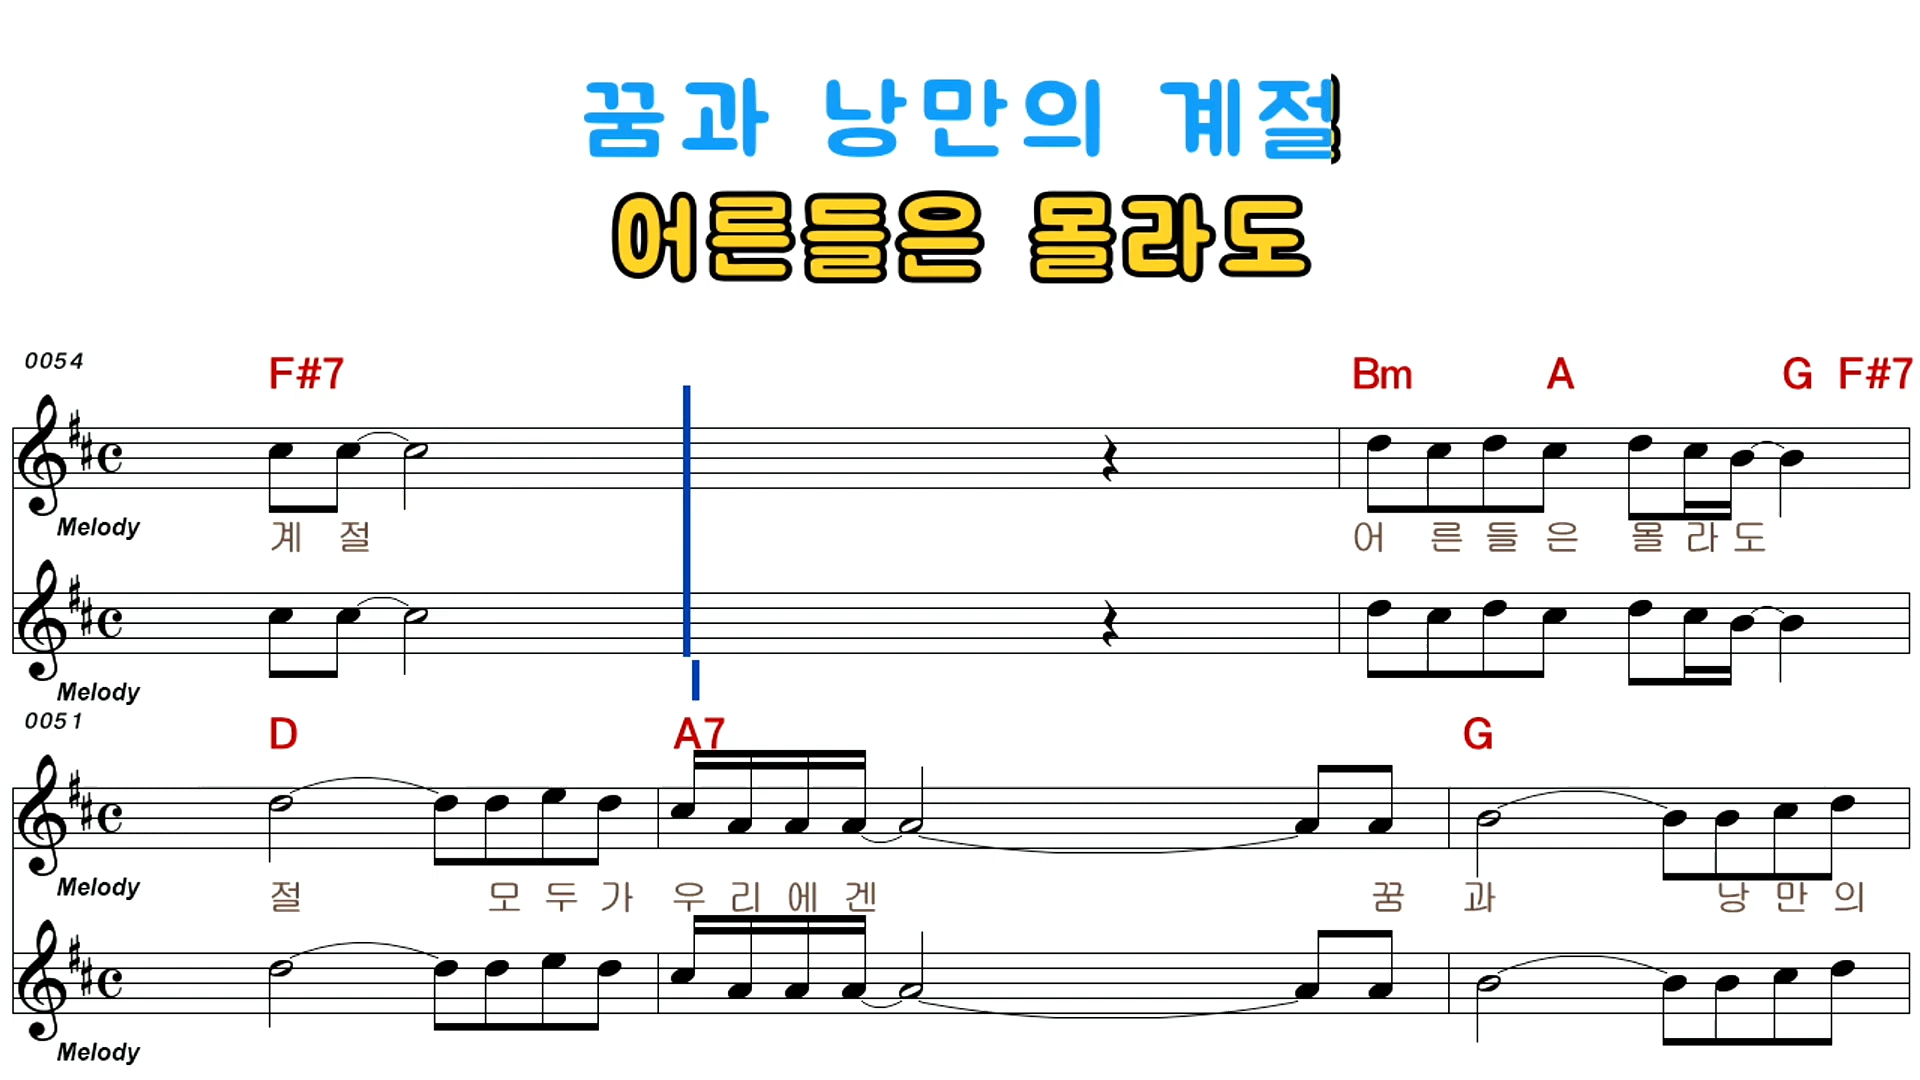 꿈과 낭만의 계절
어른들은 몰라도
0054
F#7 Bm A G F#7
Melody
계 절 어 른 들 은 몰 라 도
Melody
0051
D A7 G
Melody
절 모 두 가 우 리 에 겐 꿈 과 낭 만 의
Melody